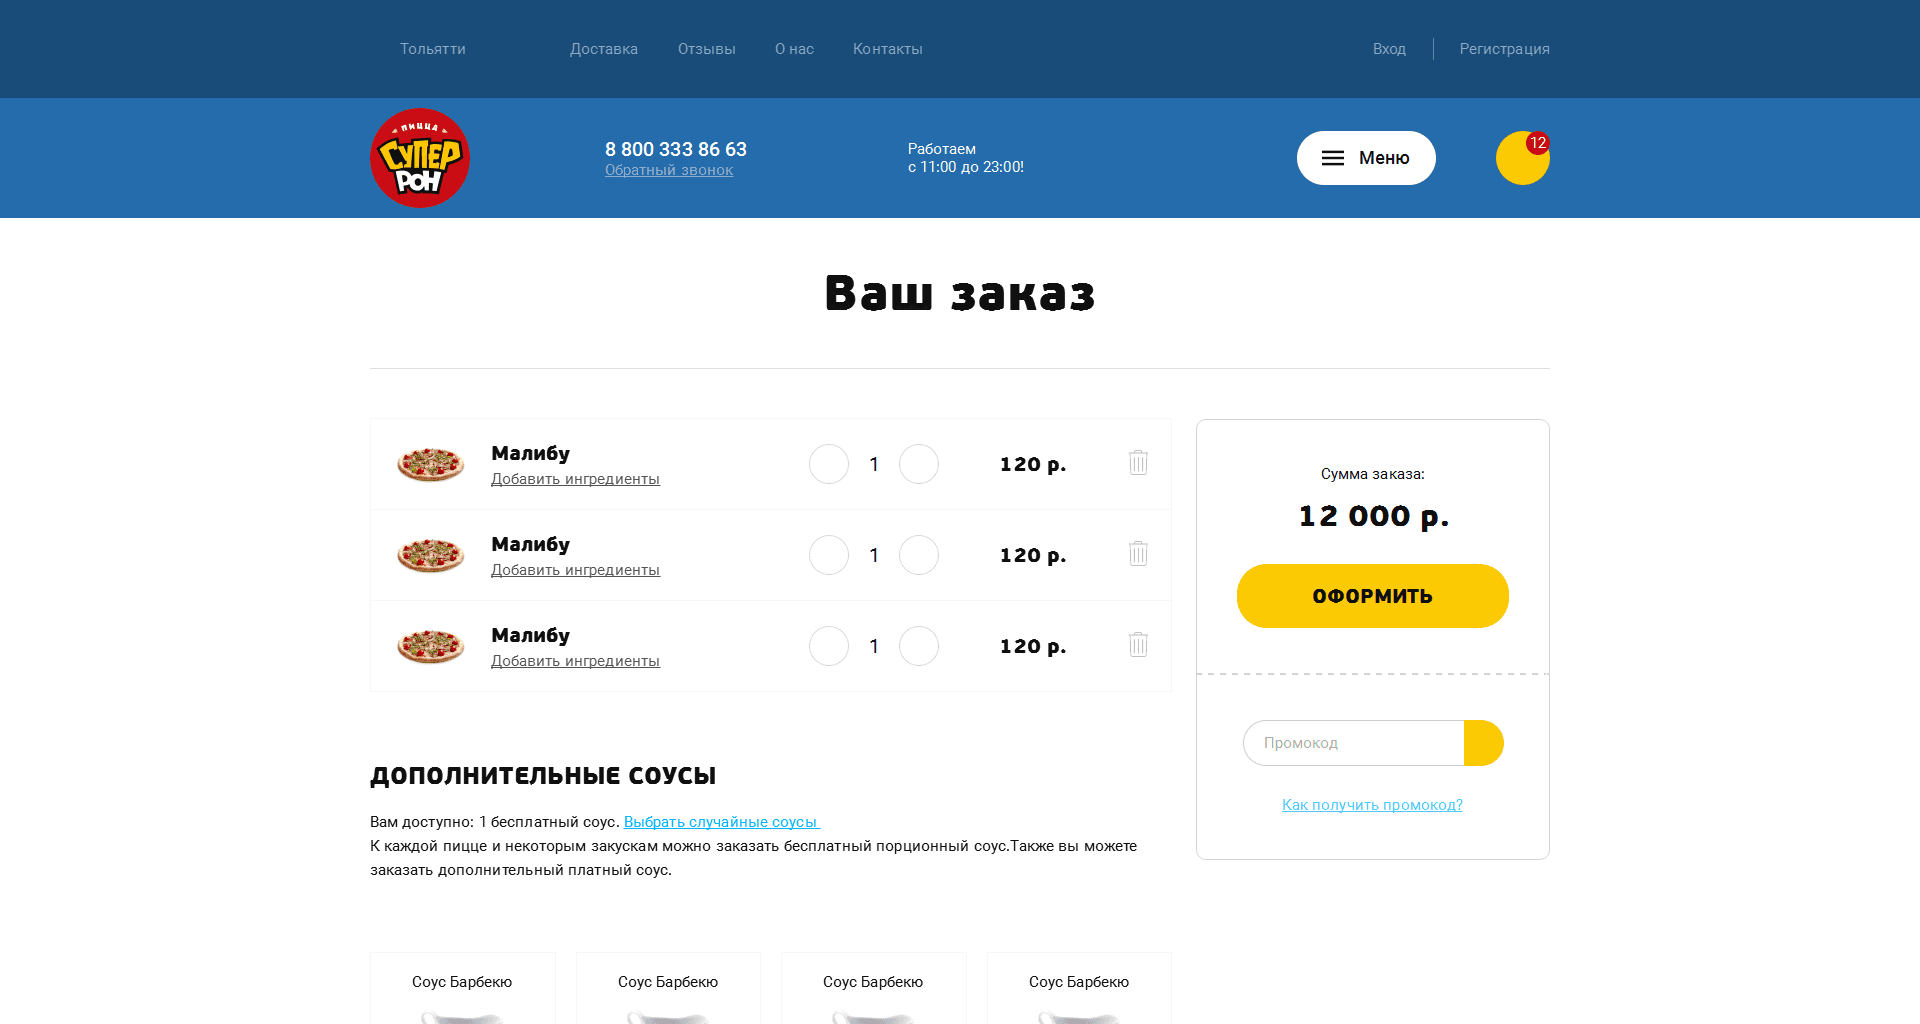 Тольятти
Доставка
Отзывы
О нас
Контакты
Вход
Регистрация
ПИЦЦА
СУПЕР
РОН
8 800 333 86 63
Обратный звонок
Работаем
с 11:00 до 23:00!
Меню
12
Ваш заказ
Малибу
Добавить ингредиенты
1
120 р.
Малибу
Добавить ингредиенты
1
120 р.
Малибу
Добавить ингредиенты
1
120 р.
Сумма заказа:
12 000 р.
ОФОРМИТЬ
Промокод
Как получить промокод?
ДОПОЛНИТЕЛЬНЫЕ СОУСЫ
Вам доступно: 1 бесплатный соус. Выбрать случайные соусы
К каждой пицце и некоторым закускам можно заказать бесплатный порционный соус.Также вы можете
заказать дополнительный платный соус.
Соус Барбекю
Соус Барбекю
Соус Барбекю
Соус Барбекю